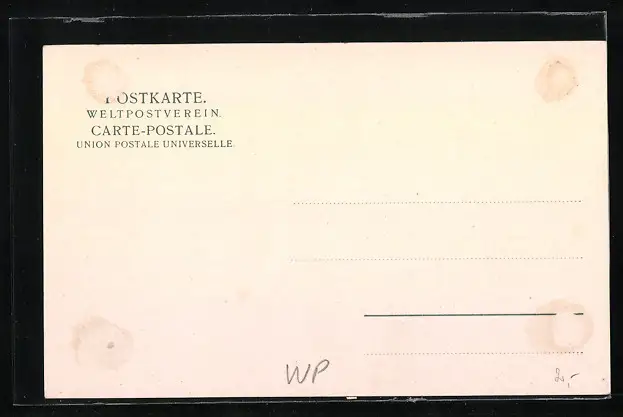 POSTKARTE.
WELTPOSTVEREIN.
CARTE-POSTALE.
UNION POSTALE UNIVERSELLE.
WP